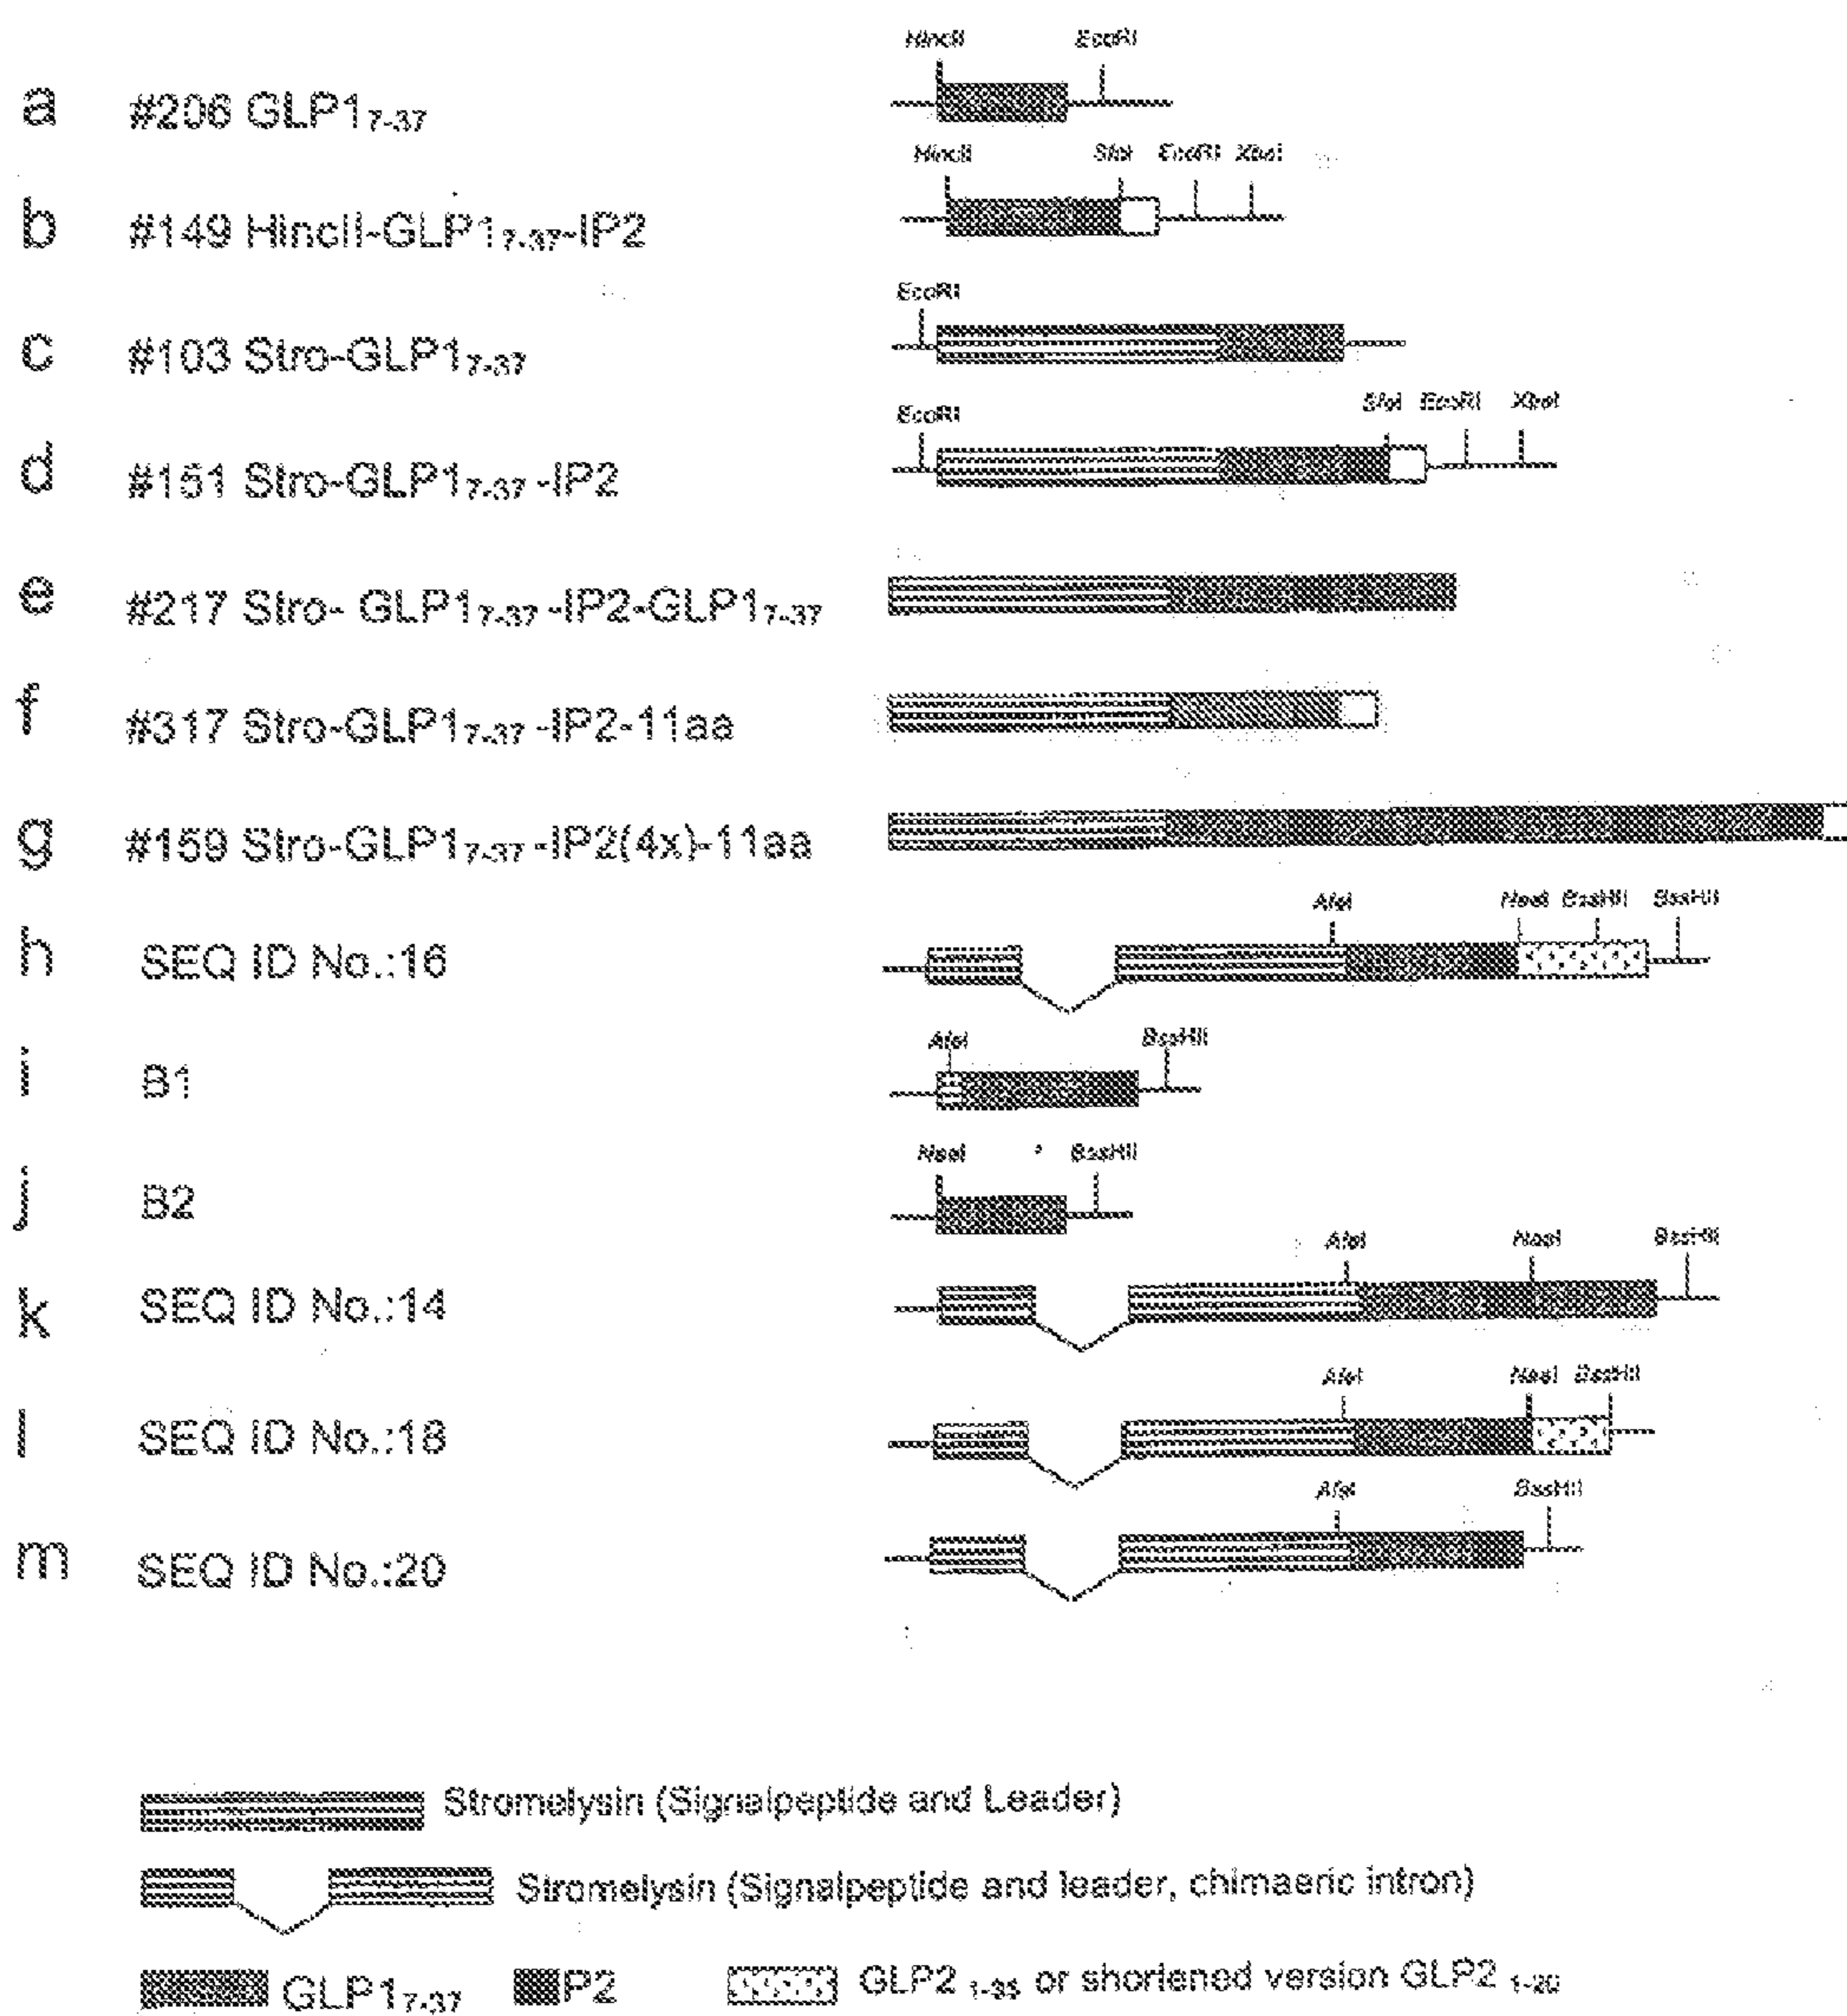 HincII EcoRI
a #206 GLP1₇₋₃₇
HincII SfoI EcoRI XbaI
b #149 HincII-GLP1₇₋₃₇-IP2
EcoRI
c #103 Stro-GLP1₇₋₃₇
EcoRI SfoI EcoRI XbaI
d #151 Stro-GLP1₇₋₃₇ -IP2
e #217 Stro- GLP1₇₋₃₇ -IP2-GLP1₇₋₃₇
f #317 Stro-GLP1₇₋₃₇ -IP2-11aa
g #159 Stro-GLP1₇₋₃₇ -IP2(4x)-11aa
AfeI NaeI BssHII BssHII
h SEQ ID No.:16
AfeI BssHII
i B1
NaeI BssHII
j B2
AfeI NaeI BssHII
k SEQ ID No.:14
AfeI NaeI BssHII
l SEQ ID No.:18
AfeI BssHII
m SEQ ID No.:20
Stromelysin (Signalpeptide and Leader)
Stromelysin (Signalpeptide and leader, chimaeric intron)
GLP1₇₋₃₇ P2 GLP2 ₁₋₃₅ or shortened version GLP2 ₁₋₂₀